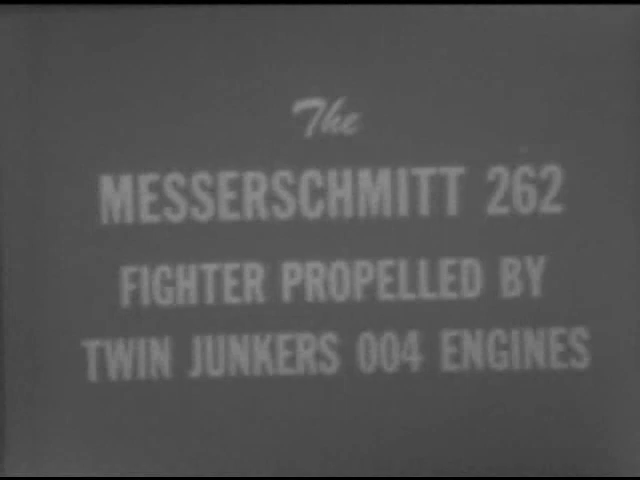 The
MESSERSCHMITT 262
FIGHTER PROPELLED BY
TWIN JUNKERS 004 ENGINES